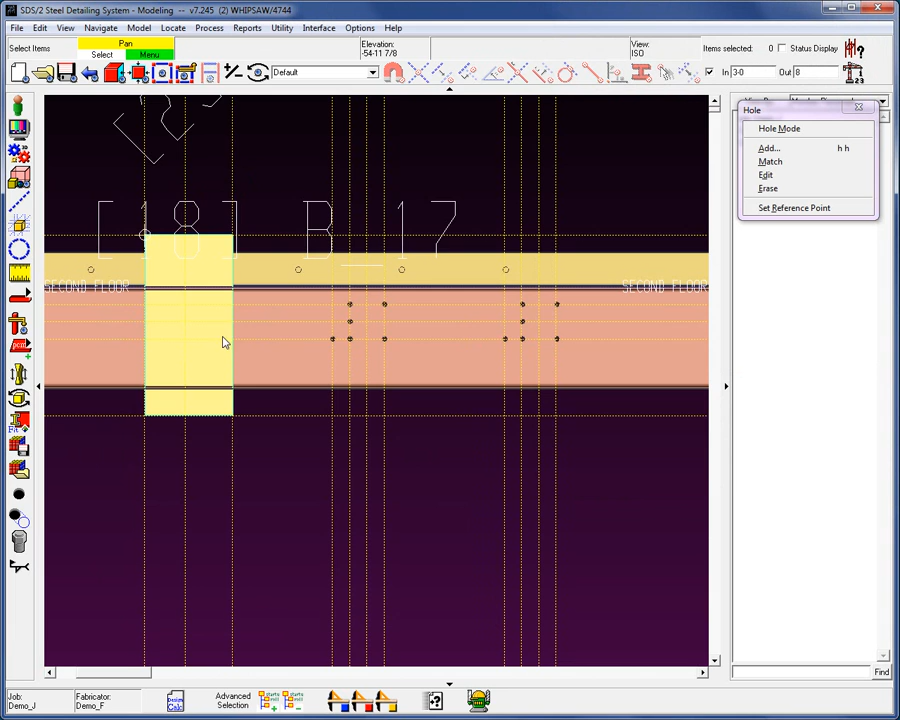 SDS/2 Steel Detailing System - Modeling -- v7.245 (2) WHIPSAW/4744
File Edit View Navigate Model Locate Process Reports Utility Interface Options Help
Select Items
Pan
Select Menu
Elevation:
-54-11 7/8
View:
ISO
Items selected: 0
Status Display
Default
In 3-0 Out 8
Hole
Hole Mode
Add... h h
Match
Edit
Erase
Set Reference Point
[18] B_17
SECOND FLOOR
SECOND FLOOR
Find
Job:
Demo_J
Fabricator:
Demo_F
Design
Calc
Advanced
Selection